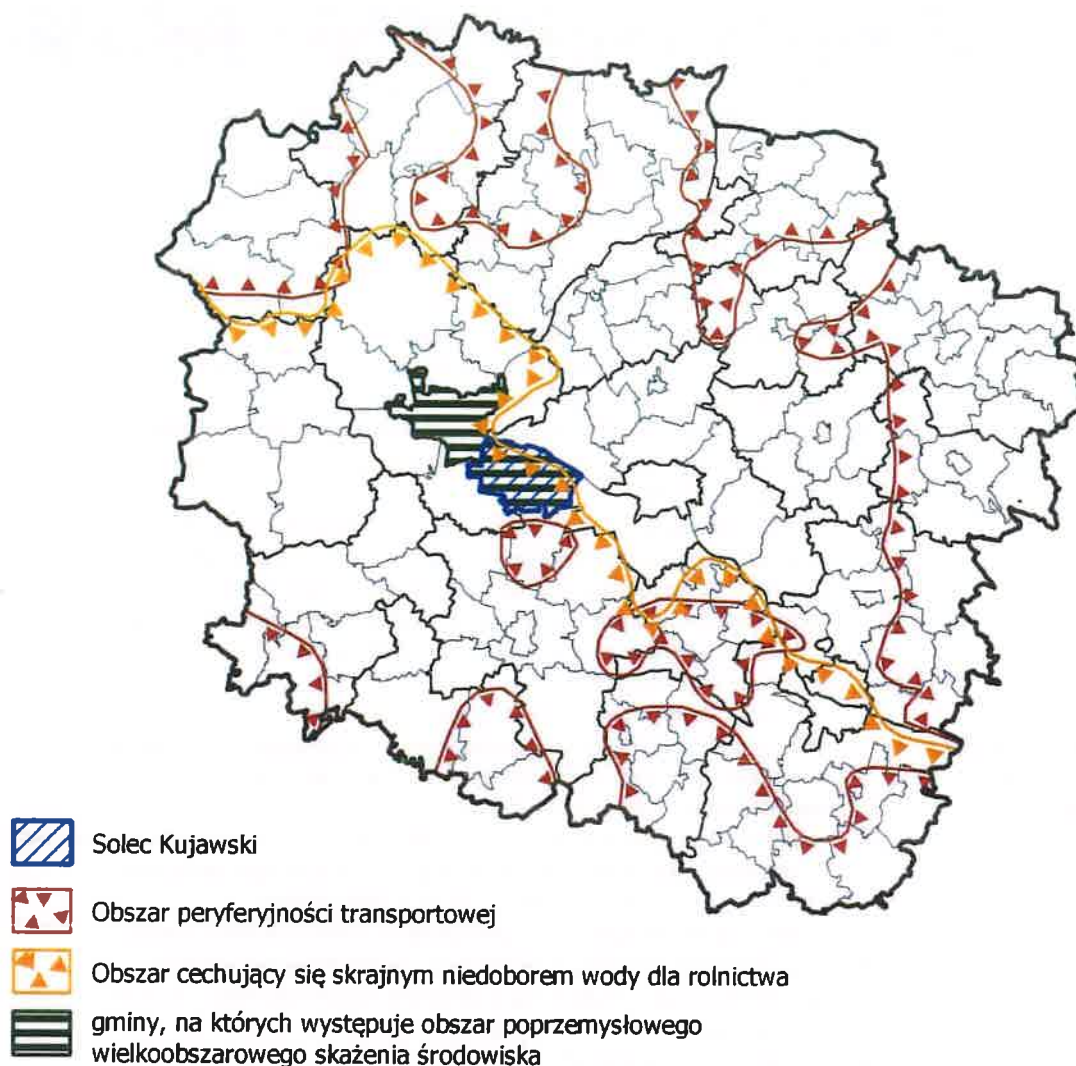 Solec Kujawski
Obszar peryferyjności transportowej
Obszar cechujący się skrajnym niedoborem wody dla rolnictwa
gminy, na których występuje obszar poprzemysłowego
wielkoobszarowego skażenia środowiska